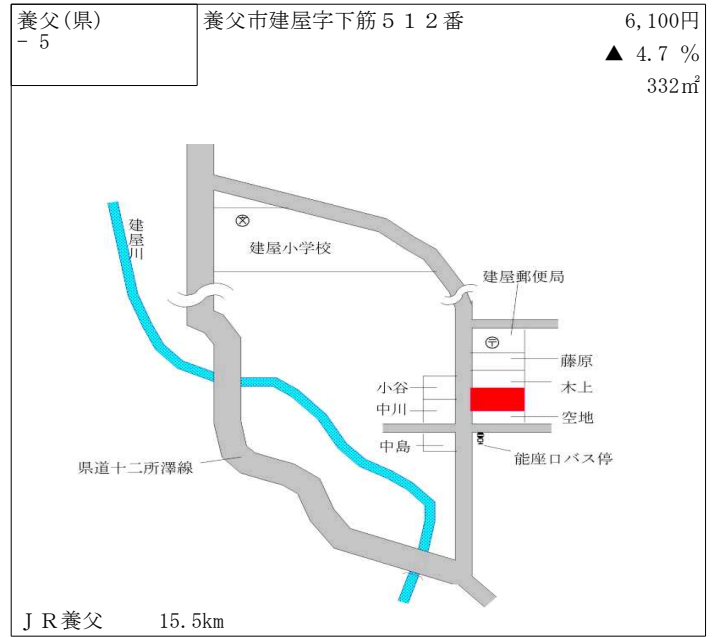 養父(県)
- 5
養父市建屋字下筋５１２番
6,100円
▲ 4.7 %
332㎡
建屋川
文
建屋小学校
建屋郵便局
〒
藤原
小谷
木上
中川
空地
中島
能座口バス停
県道十二所澤線
ＪＲ養父 15.5km